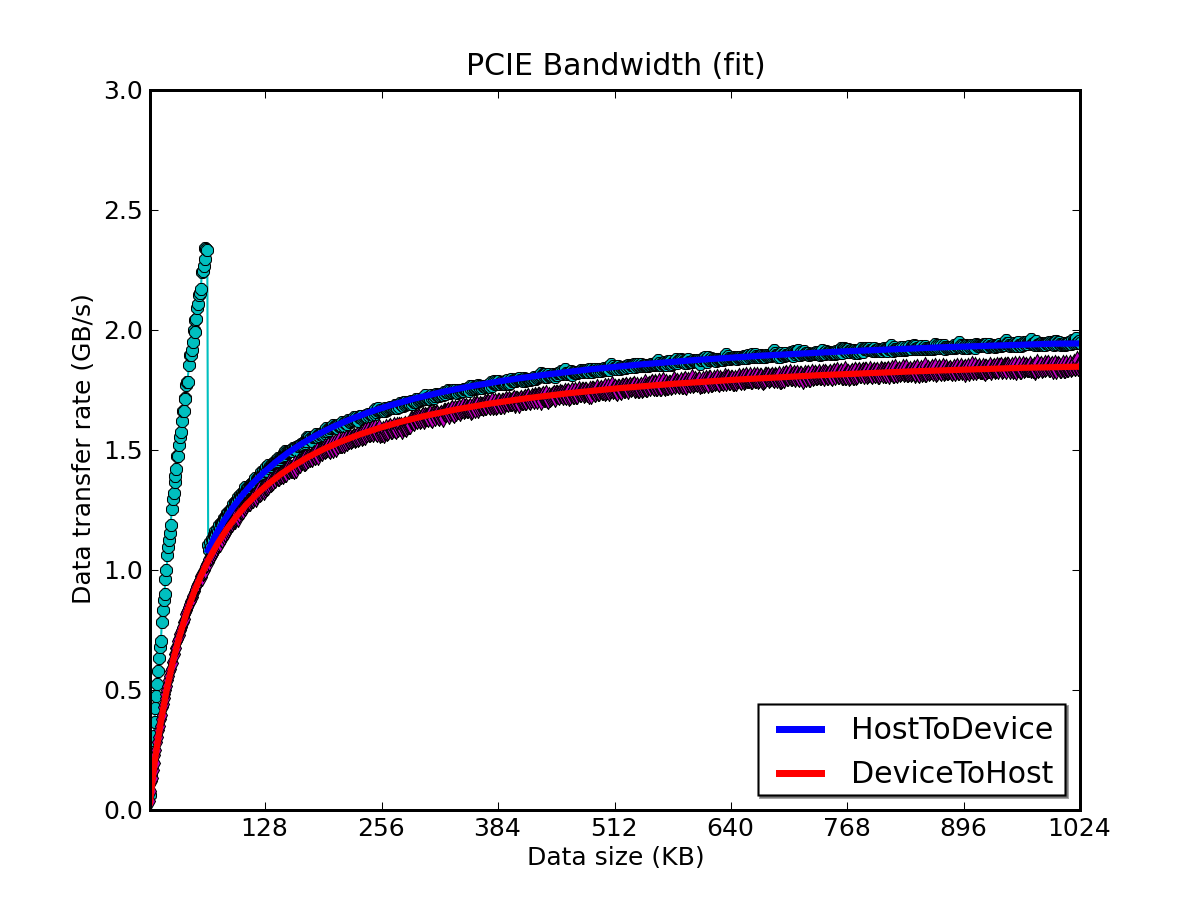 PCIE Bandwidth (fit)
3.0
2.5
2.0
1.5
1.0
0.5
0.0
Data transfer rate (GB/s)
HostToDevice
DeviceToHost
128 256 384 512 640 768 896 1024
Data size (KB)